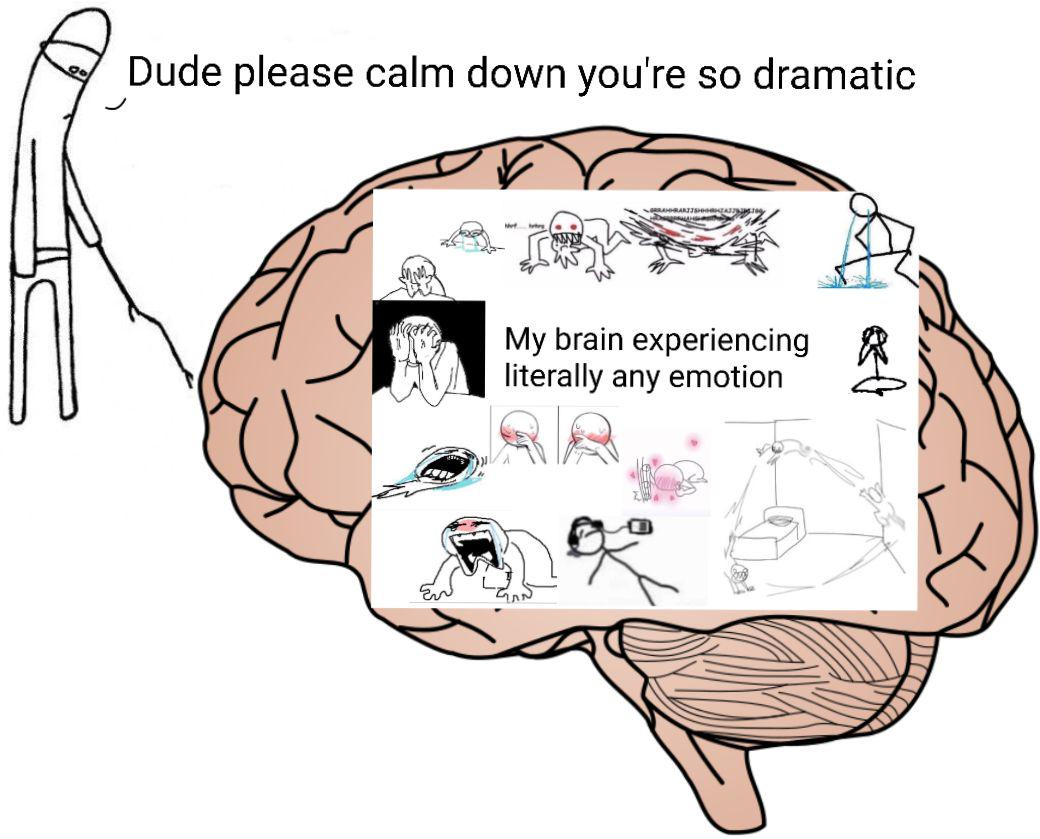 Dude please calm down you're so dramatic
My brain experiencing
literally any emotion